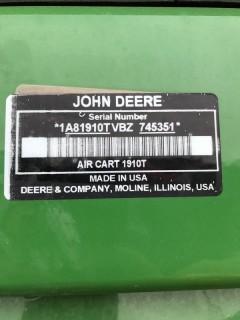 JOHN DEERE
Serial Number
*1A81910TVBZ 745351*
AIR CART 1910T
MADE IN USA
DEERE & COMPANY, MOLINE, ILLINOIS, USA